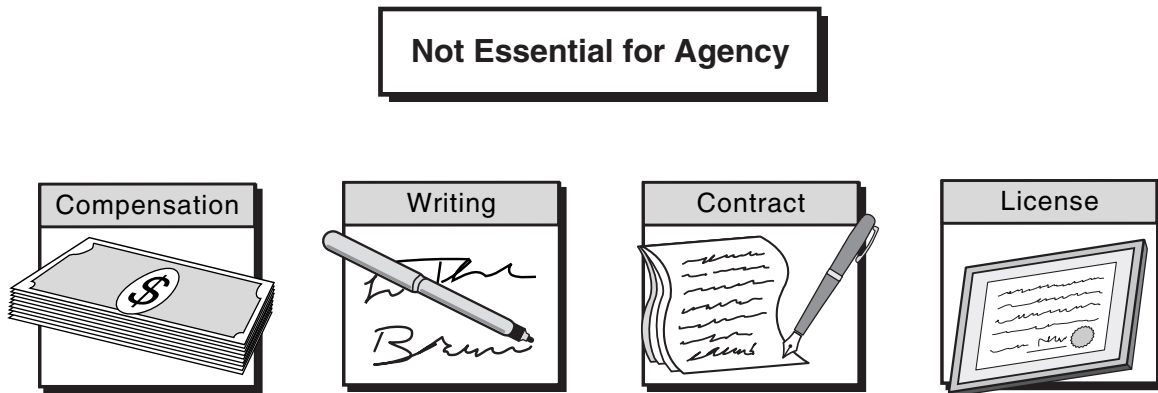 Not Essential for Agency
Compensation
Writing
Contract
License
$